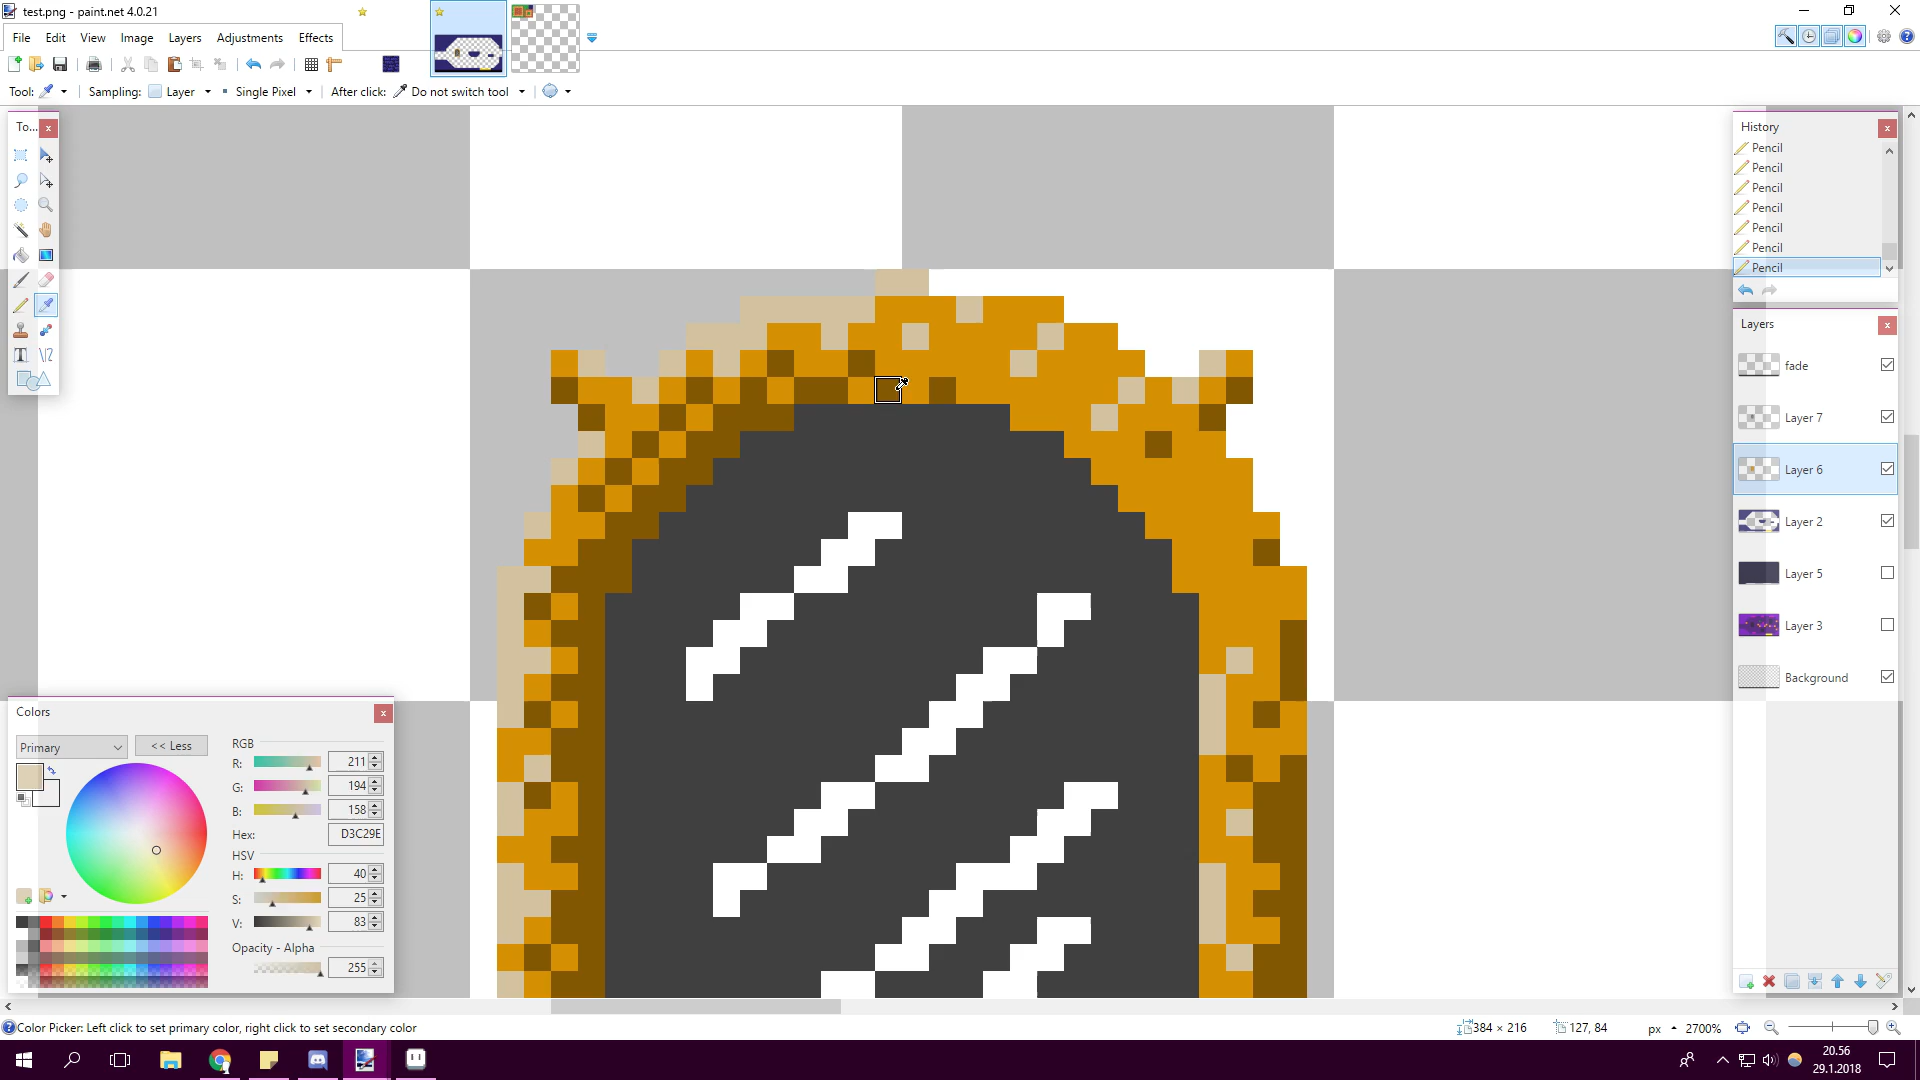 test.png - paint.net 4.0.21
File Edit View Image Layers Adjustments Effects
Tool: Sampling: Layer Single Pixel After click: Do not switch tool
To...
History
Pencil
Pencil
Pencil
Pencil
Pencil
Pencil
Pencil
Layers
fade
Layer 7
Layer 6
Layer 2
Layer 5
Layer 3
Background
Colors
Primary
<< Less
RGB
R: 211
G: 194
B: 158
Hex: D3C29E
HSV
H: 40
S: 25
V: 83
Opacity - Alpha
255
Color Picker: Left click to set primary color, right click to set secondary color
384 × 216
127, 84
px
2700%
20.56
29.1.2018